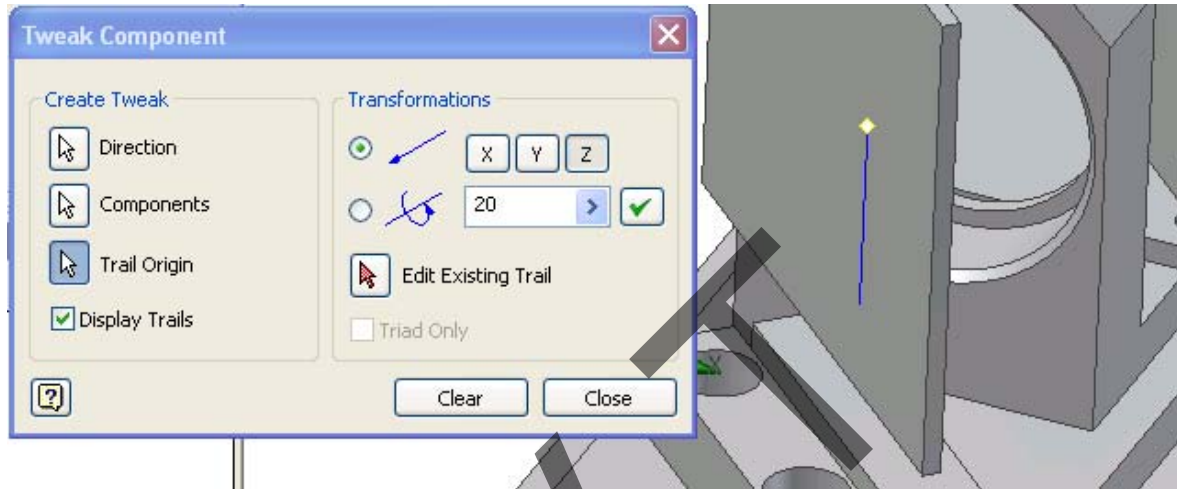 Tweak Component
Create Tweak
Direction
Components
Trail Origin
Display Trails
Transformations
X Y Z
20
Edit Existing Trail
Triad Only
? Clear Close